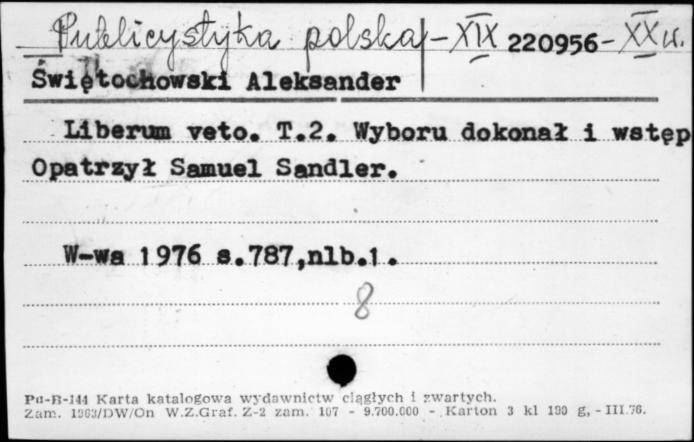 Publicystyka polska - XIX 220956 - XX w.
Świętochowski Aleksander
Liberum veto. T.2. Wyboru dokonał i wstęp
Opatrzył Samuel Sandler.
W-wa 1976 s.787,nlb.1.
8
Pu-B-144 Karta katalogowa wydawnictw ciągłych i zwartych.
Zam. 1963/DW/On W.Z.Graf. Z-2 zam. 107 - 9.700.000 - Karton 3 kl 190 g, - III.76.